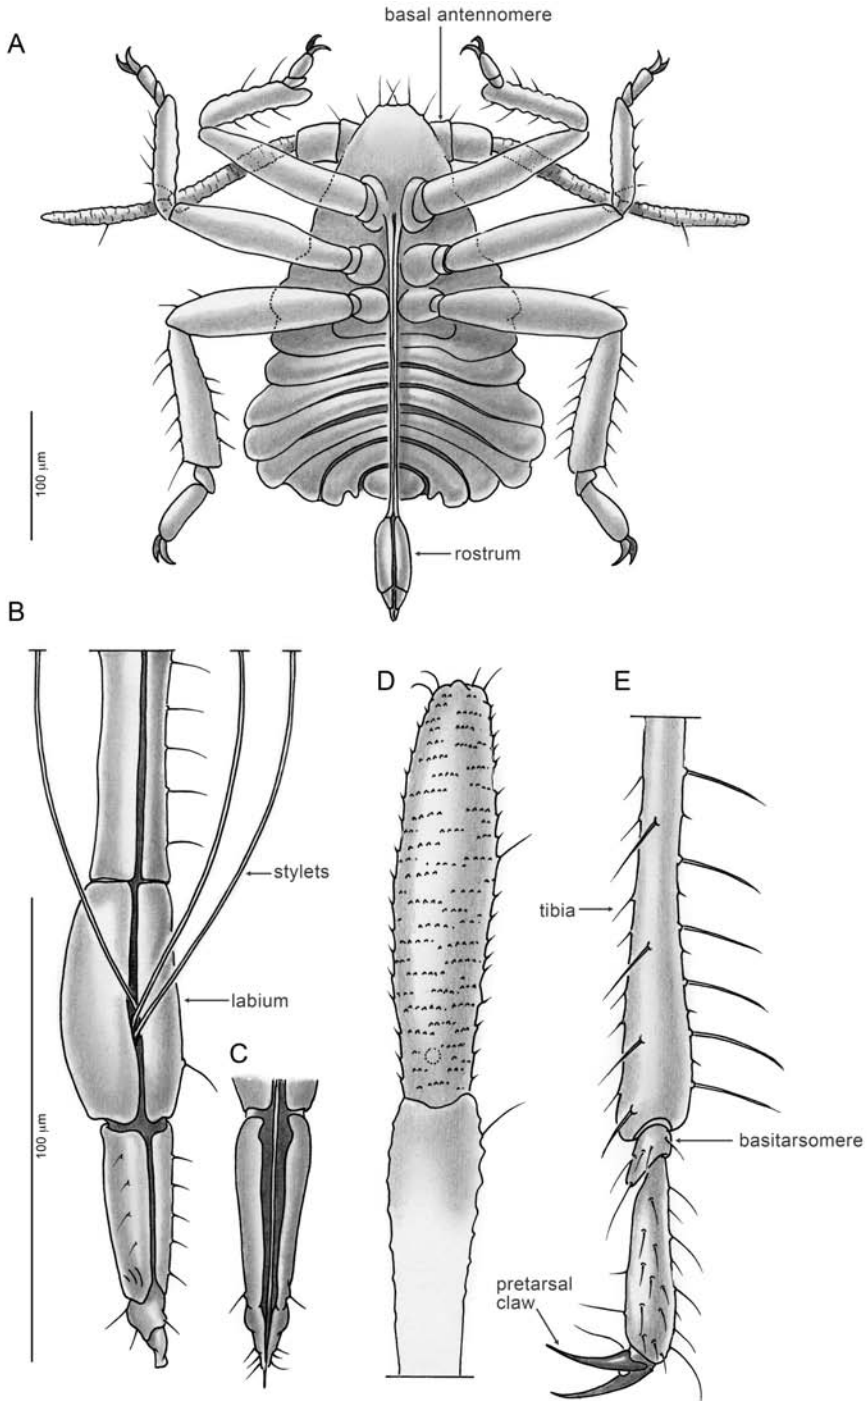 basal antennomere
A
100 µm
rostrum
B
D
E
stylets
tibia
labium
C
100 µm
basitarsomere
pretarsal
claw